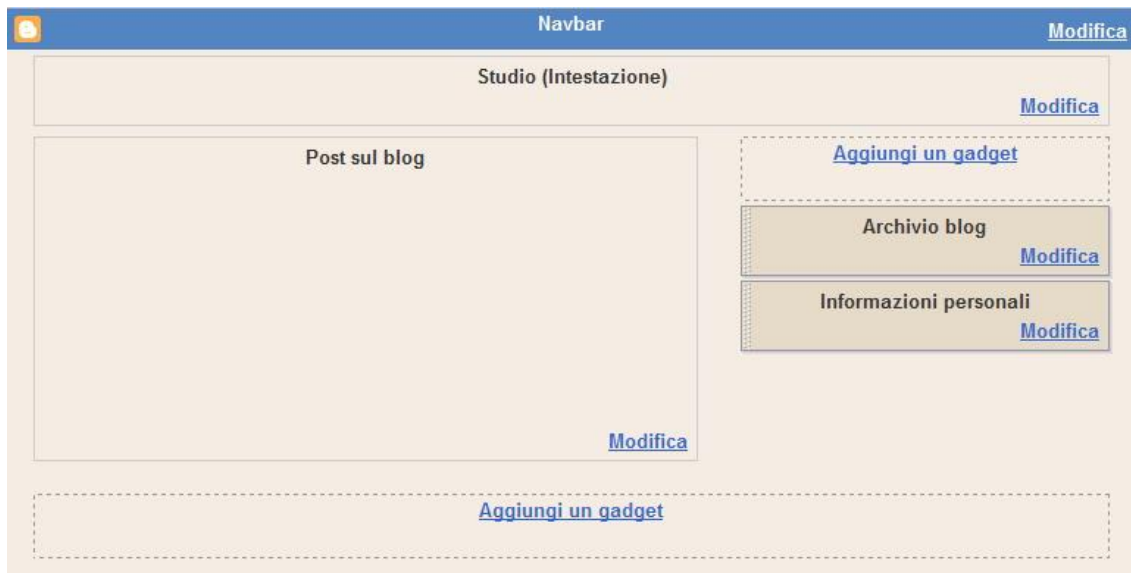 Navbar
Modifica
Studio (Intestazione)
Modifica
Post sul blog
Modifica
Aggiungi un gadget
Archivio blog
Modifica
Informazioni personali
Modifica
Aggiungi un gadget